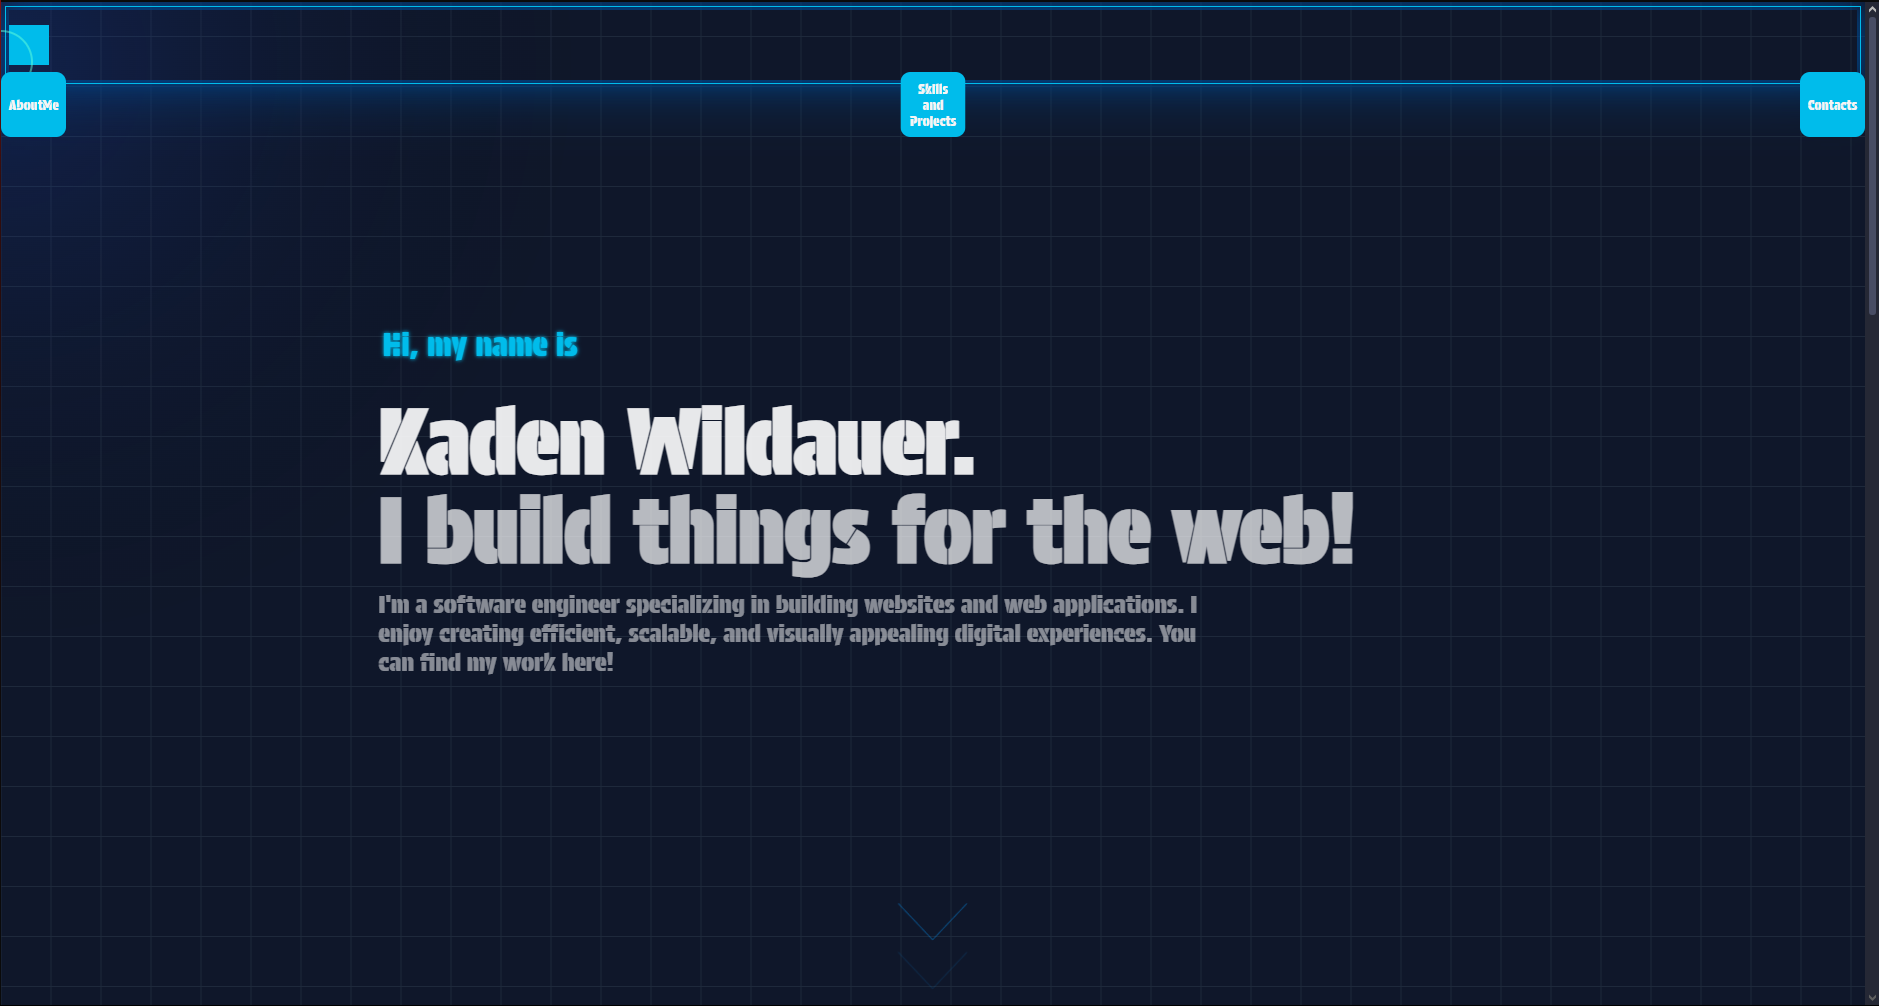 AboutMe
Skills
and
Projects
Contacts
Hi, my name is
Kaden Wildauer.
I build things for the web!
I'm a software engineer specializing in building websites and web applications. I
enjoy creating efficient, scalable, and visually appealing digital experiences. You
can find my work here!